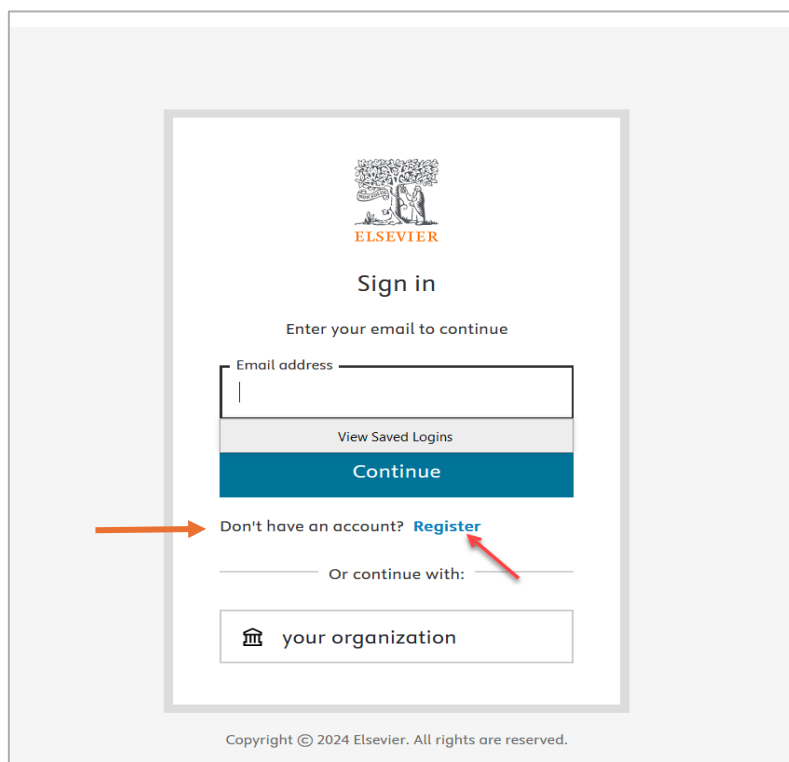 ELSEVIER
Sign in
Enter your email to continue
Email address
View Saved Logins
Continue
Don't have an account? Register
Or continue with:
your organization
Copyright © 2024 Elsevier. All rights are reserved.